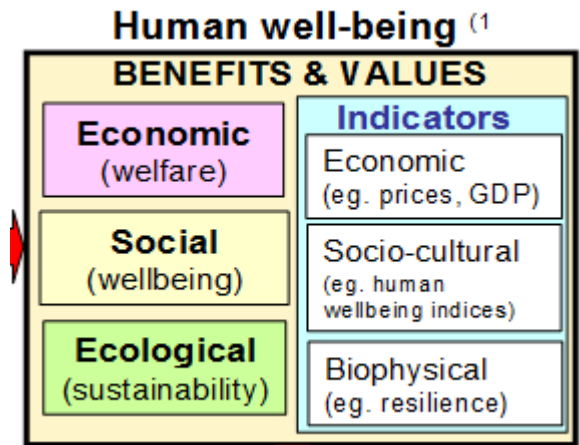 Human well-being (1
BENEFITS & VALUES
Economic
(welfare)
Social
(wellbeing)
Ecological
(sustainability)
Indicators
Economic
(eg. prices, GDP)
Socio-cultural
(eg. human
wellbeing indices)
Biophysical
(eg. resilience)